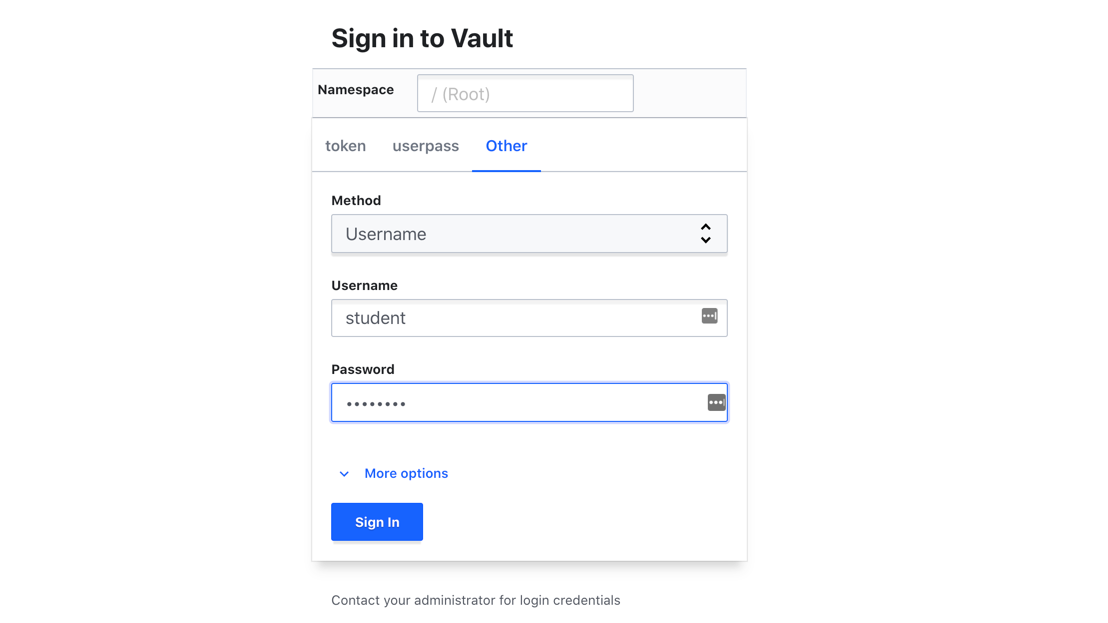 Sign in to Vault
Namespace / (Root)
token userpass Other
Method
Username
Username
student
Password
••••••••
More options
Sign In
Contact your administrator for login credentials